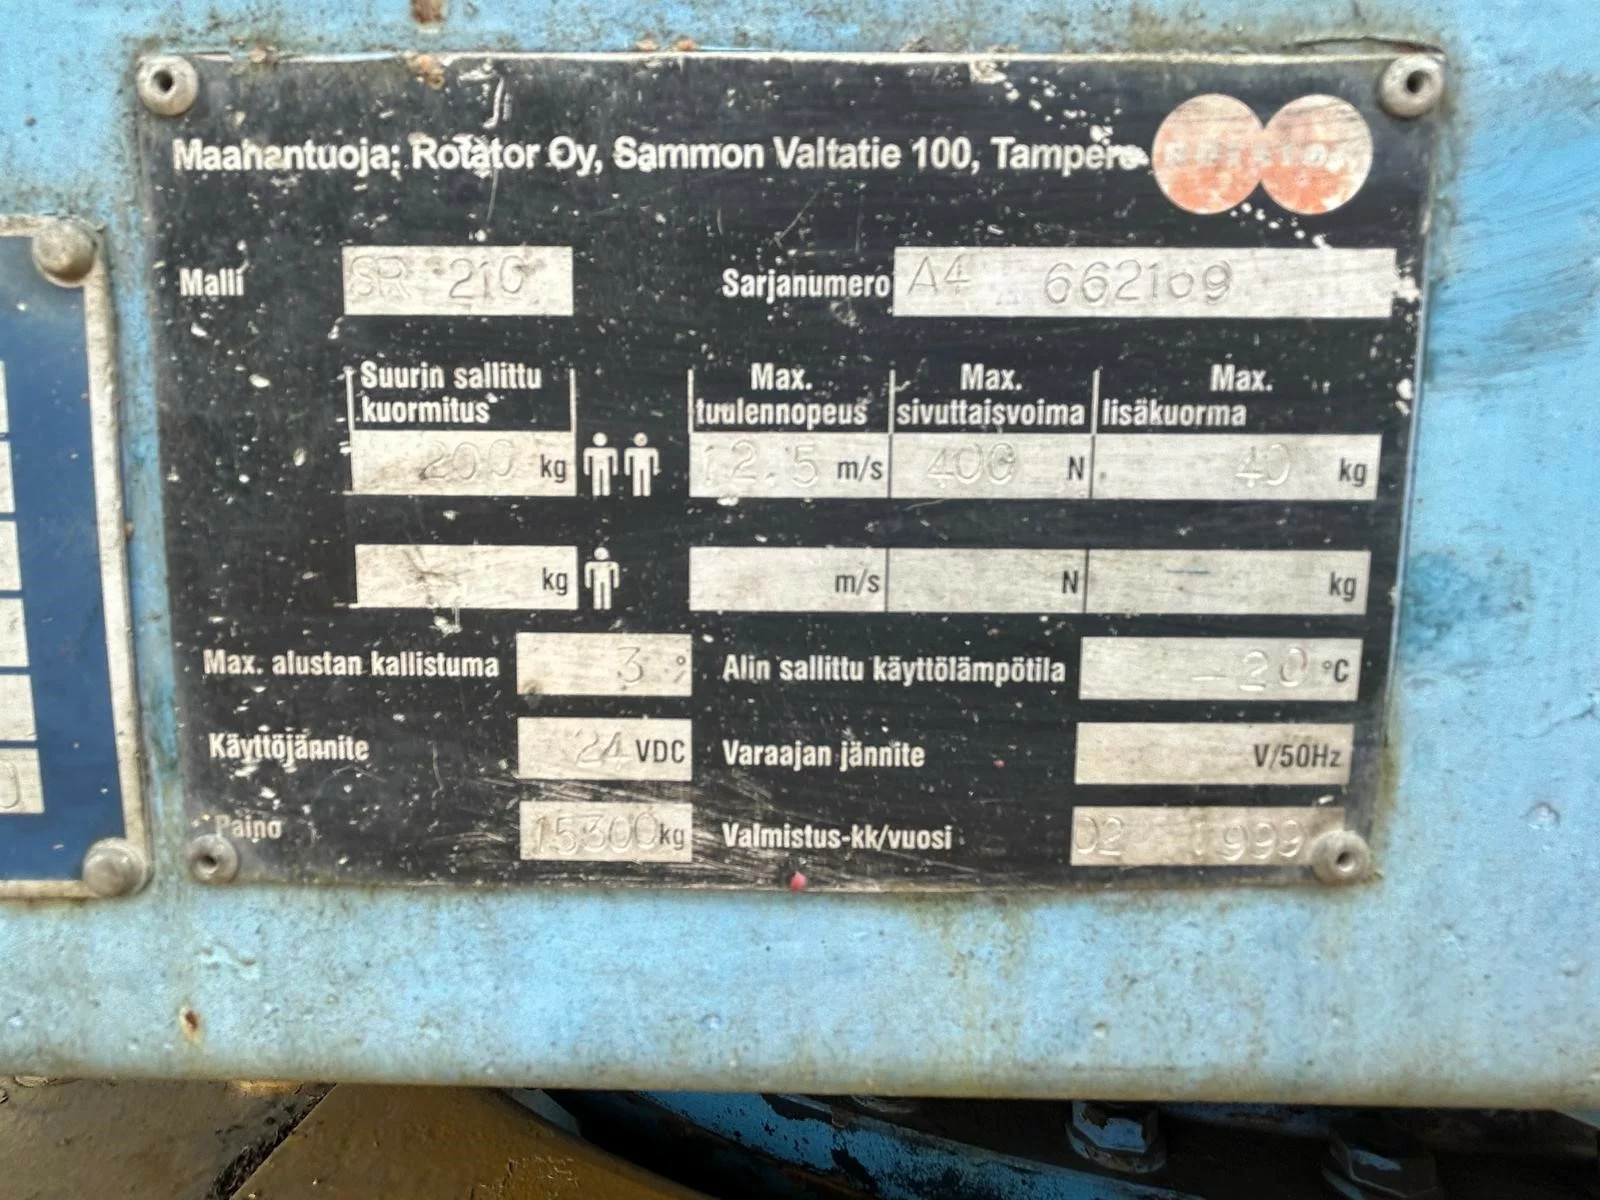 Maahantuoja: Rotator Oy, Sammon Valtatie 100, Tampere
Malli SR 210 Sarjanumero A4 662109
Suurin sallittu kuormitus Max. tuulennopeus Max. sivuttaisvoima Max. lisäkuorma
200 kg 12.5 m/s 400 N 40 kg
kg m/s N kg
Max. alustan kallistuma 3 ° Alin sallittu käyttölämpötila -20 °C
Käyttöjännite 24 VDC Varaajan jännite V/50Hz
Paino 15300 kg Valmistus-kk/vuosi 02 1999